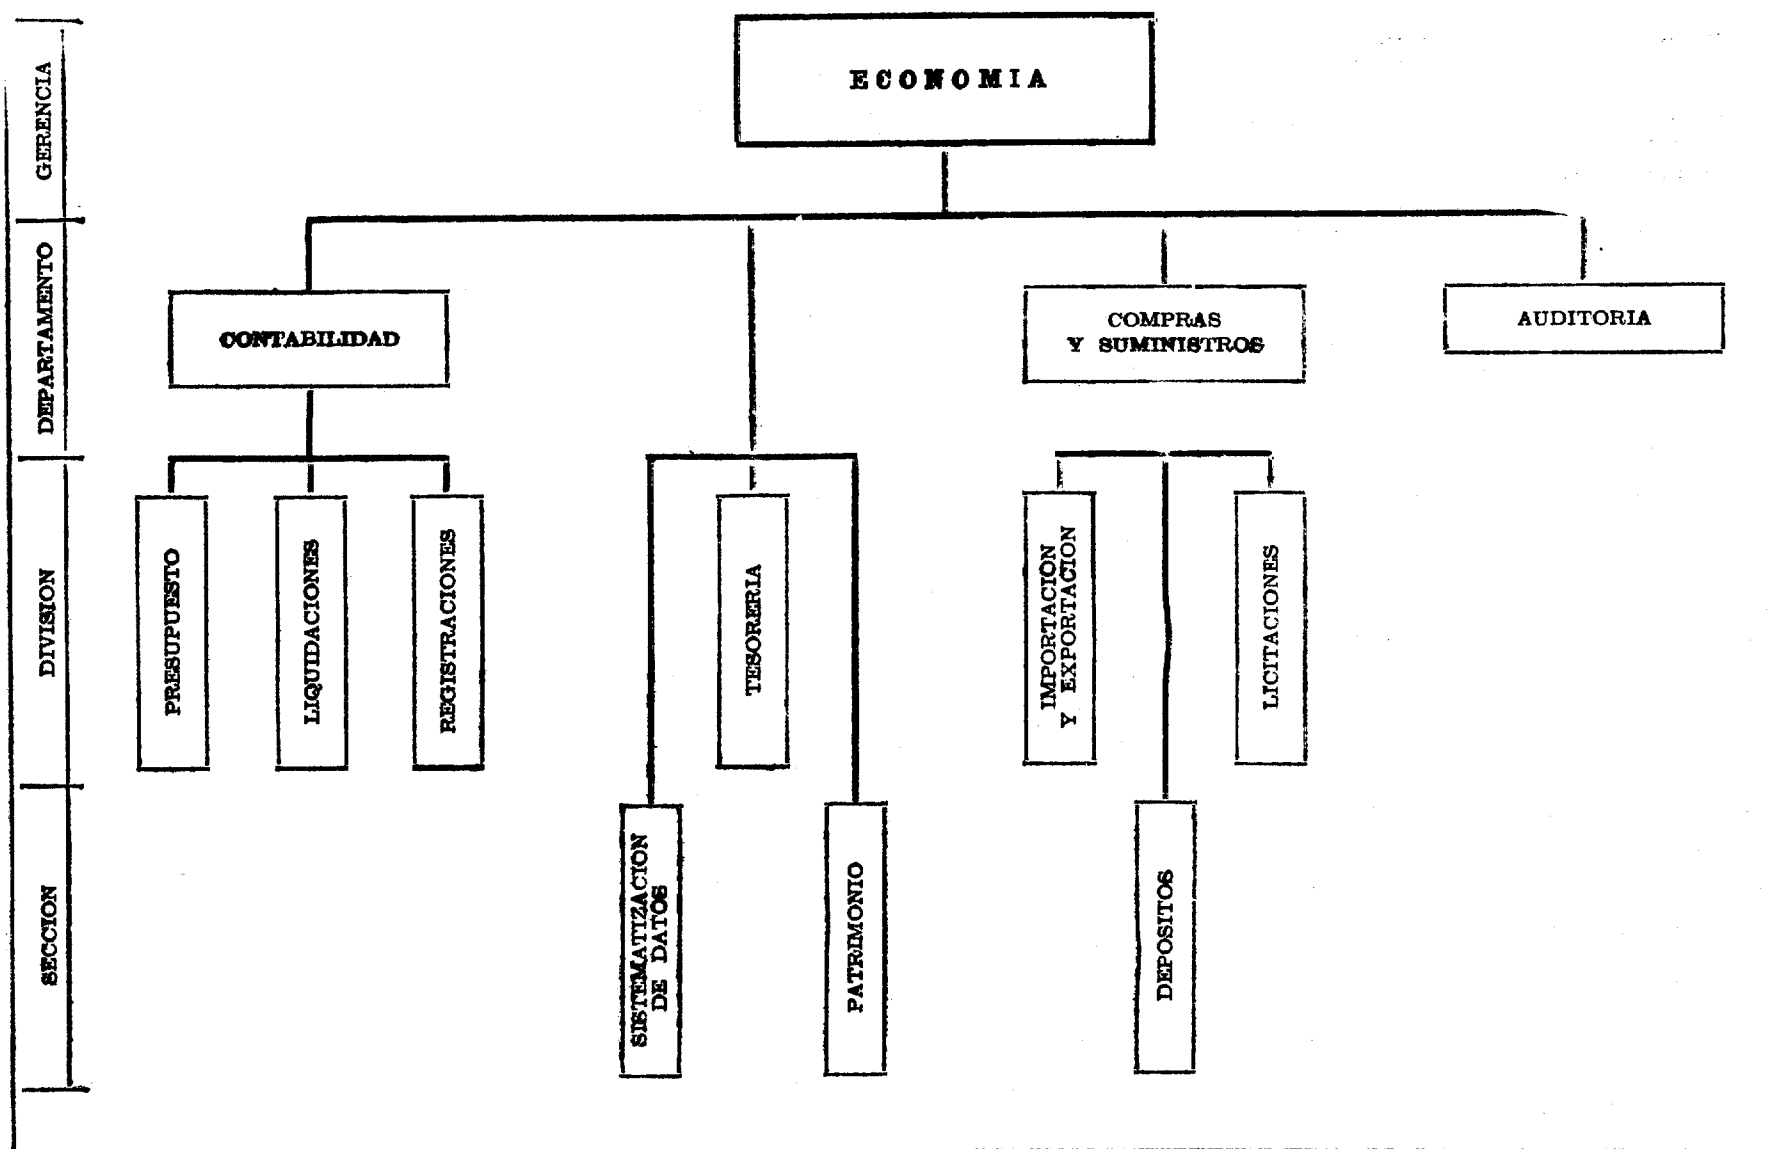 ECONOMIA
GERENCIA
DEPARTAMENTO
CONTABILIDAD
COMPRAS
Y SUMINISTROS
AUDITORIA
DIVISION
PRESUPUESTO
LIQUIDACIONES
REGISTRACIONES
TESORERIA
IMPORTACION
Y EXPORTACION
LICITACIONES
SECCION
SISTEMATIZACION
DE DATOS
PATRIMONIO
DEPOSITOS